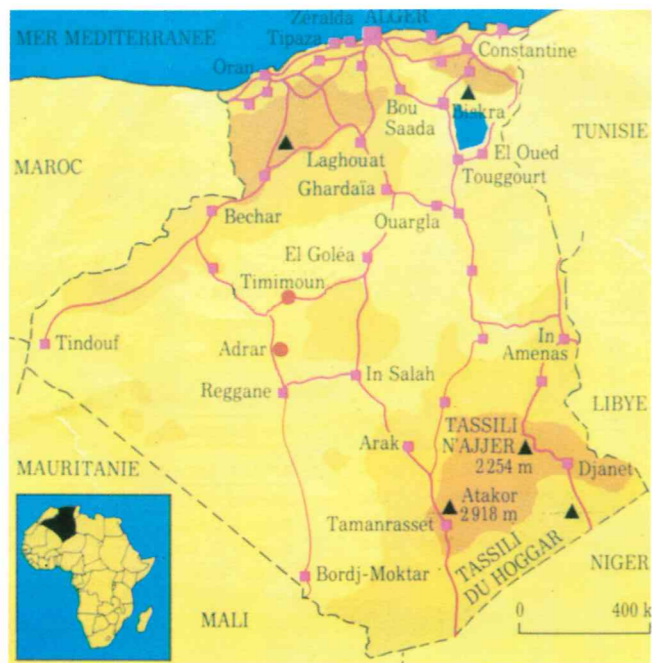 Zéralda ALGER
MER MEDITERRANEE
Tipaza
Constantine
Oran
Biskra
Bou
Saada
TUNISIE
El Oued
MAROC
Laghouat
Touggourt
Ghardaïa
Bechar
Ouargla
El Goléa
Timimoun
Tindouf
Adrar
In
Amenas
Reggane
In Salah
LIBYE
TASSILI
N'AJJER
2 254 m
Arak
MAURITANIE
Djanet
Atakor
2 918 m
Tamanrasset
TASSILI
DU HOGGAR
NIGER
Bordj-Moktar
MALI
0 400 k